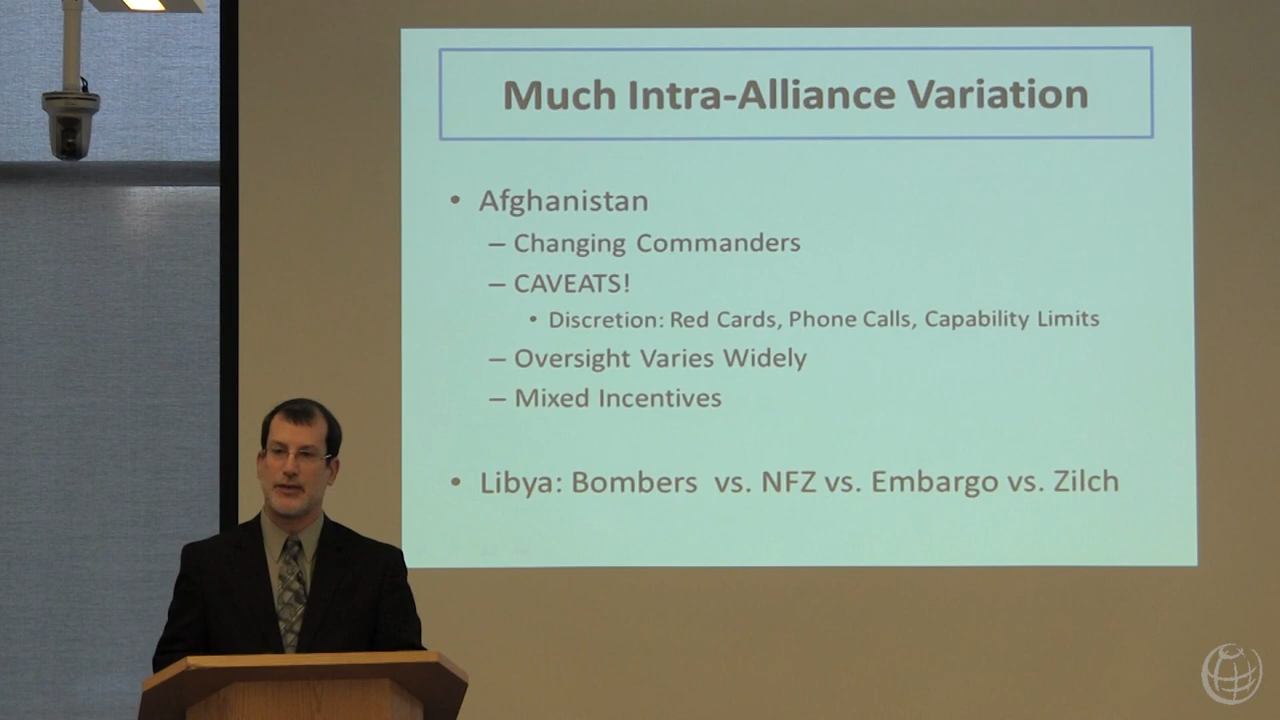 Much Intra-Alliance Variation
• Afghanistan
– Changing Commanders
– CAVEATS!
• Discretion: Red Cards, Phone Calls, Capability Limits
– Oversight Varies Widely
– Mixed Incentives
• Libya: Bombers vs. NFZ vs. Embargo vs. Zilch